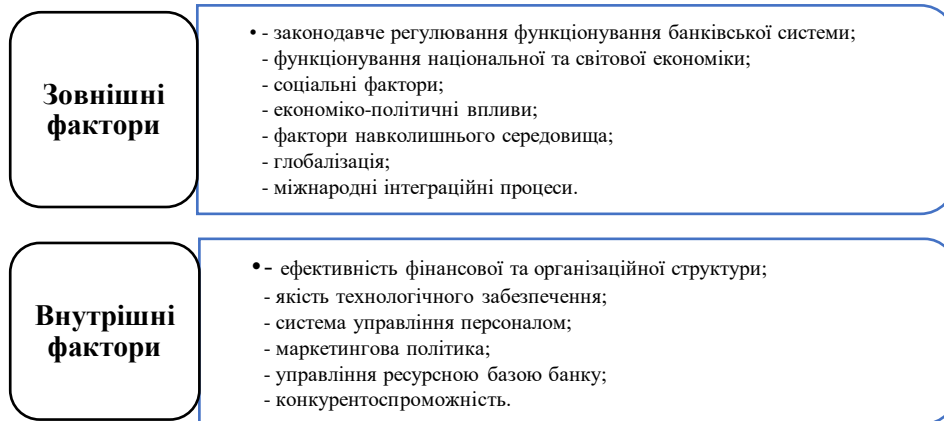 Зовнішні
фактори
• - законодавче регулювання функціонування банківської системи;
- функціонування національної та світової економіки;
- соціальні фактори;
- економіко-політичні впливи;
- фактори навколишнього середовища;
- глобалізація;
- міжнародні інтеграційні процеси.
Внутрішні
фактори
•- ефективність фінансової та організаційної структури;
- якість технологічного забезпечення;
- система управління персоналом;
- маркетингова політика;
- управління ресурсною базою банку;
- конкурентоспроможність.